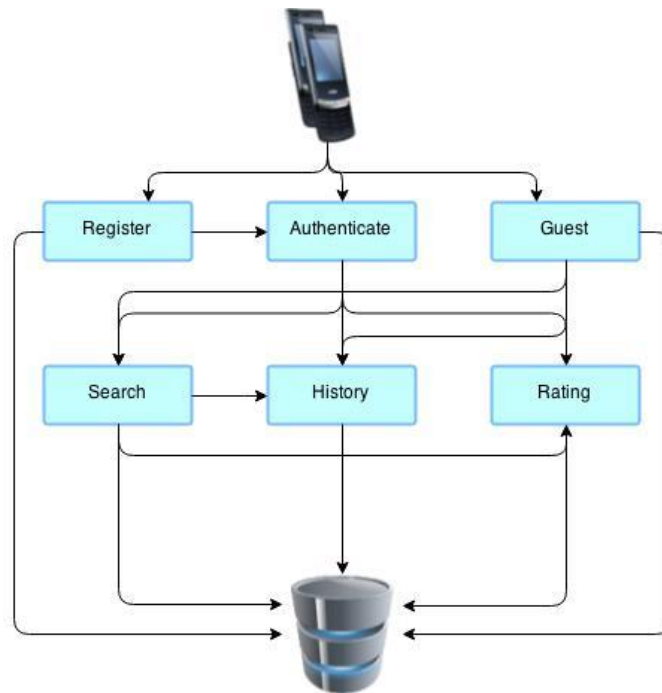 Register
Authenticate
Guest
Search
History
Rating